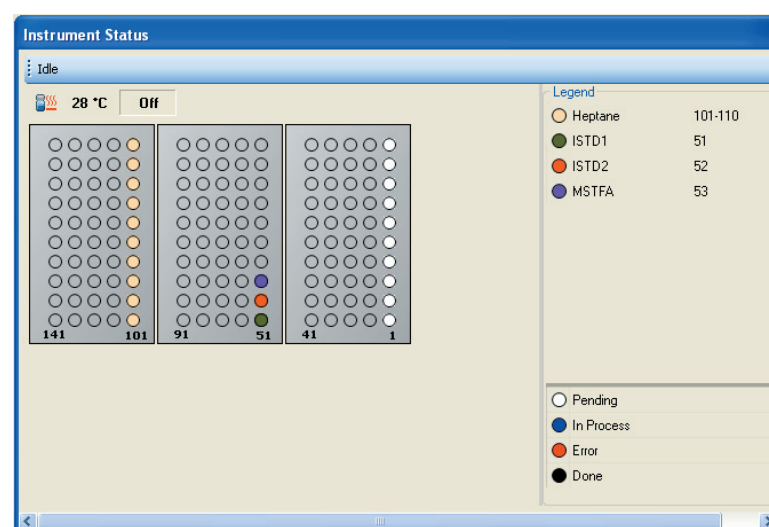 Instrument Status
Idle
28 °C Off
141 101 91 51 41 1
Legend
Heptane 101-110
ISTD1 51
ISTD2 52
MSTFA 53
Pending
In Process
Error
Done